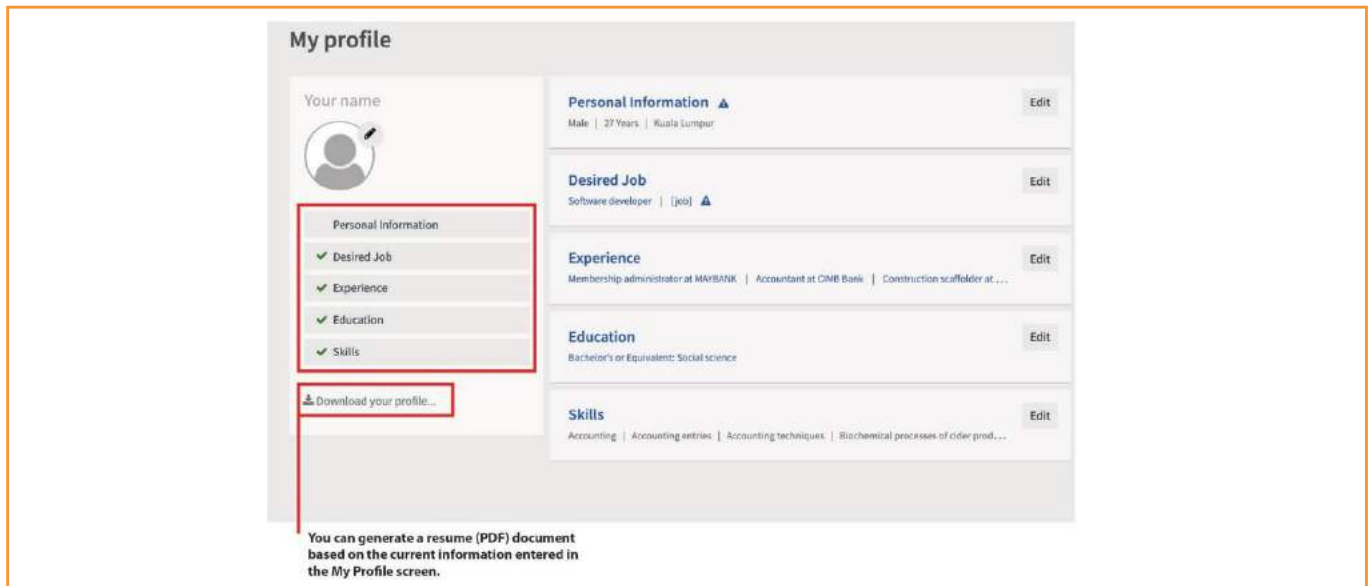 My profile
Your name
Personal Information
Desired Job
Experience
Education
Skills
Download your profile...
Personal Information
Edit
Male | 27 Years | Kuala Lumpur
Desired Job
Edit
Software developer | [job]
Experience
Edit
Membership administrator at MAYBANK | Accountant at CIMB Bank | Construction scaffolder at ...
Education
Edit
Bachelor's or Equivalent: Social science
Skills
Edit
Accounting | Accounting entries | Accounting techniques | Biochemical processes of cider prod...
You can generate a resume (PDF) document
based on the current information entered in
the My Profile screen.